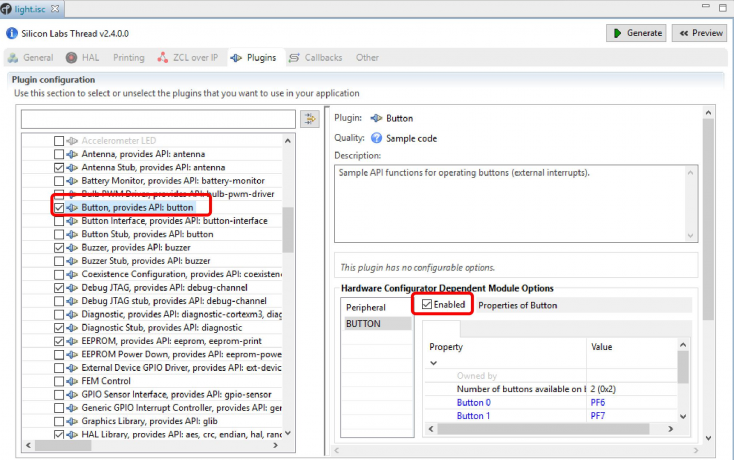 light.isc
Silicon Labs Thread v2.4.0.0
Generate
Preview
General HAL Printing ZCL over IP Plugins Callbacks Other
Plugin configuration
Use this section to select or unselect the plugins that you want to use in your application
Accelerometer LED
Antenna, provides API: antenna
Antenna Stub, provides API: antenna
Battery Monitor, provides API: battery-monitor
Bulb PWM Driver, provides API: bulb-pwm-driver
Button, provides API: button
Button Interface, provides API: button-interface
Button Stub, provides API: button
Buzzer, provides API: buzzer
Buzzer Stub, provides API: buzzer
Coexistence Configuration, provides API: coexisten
Debug JTAG, provides API: debug-channel
Debug JTAG stub, provides API: debug-channel
Diagnostic, provides API: diagnostic-cortexm3, diag
Diagnostic Stub, provides API: diagnostic
EEPROM, provides API: eeprom, eeprom-print
EEPROM Power Down, provides API: eeprom-powe
External Device GPIO Driver, provides API: ext-devic
FEM Control
GPIO Sensor Interface, provides API: gpio-sensor
Generic GPIO Interrupt Controller, provides API: ger
Graphics Library, provides API: glib
HAL Library, provides API: aes, crc, endian, hal, ranc
Plugin: Button
Quality: Sample code
Description:
Sample API functions for operating buttons (external interrupts).
This plugin has no configurable options.
Hardware Configurator Dependent Module Options
Peripheral
BUTTON
Enabled
Properties of Button
Property Value
Owned by
Number of buttons available on b 2 (0x2)
Button 0 PF6
Button 1 PF7